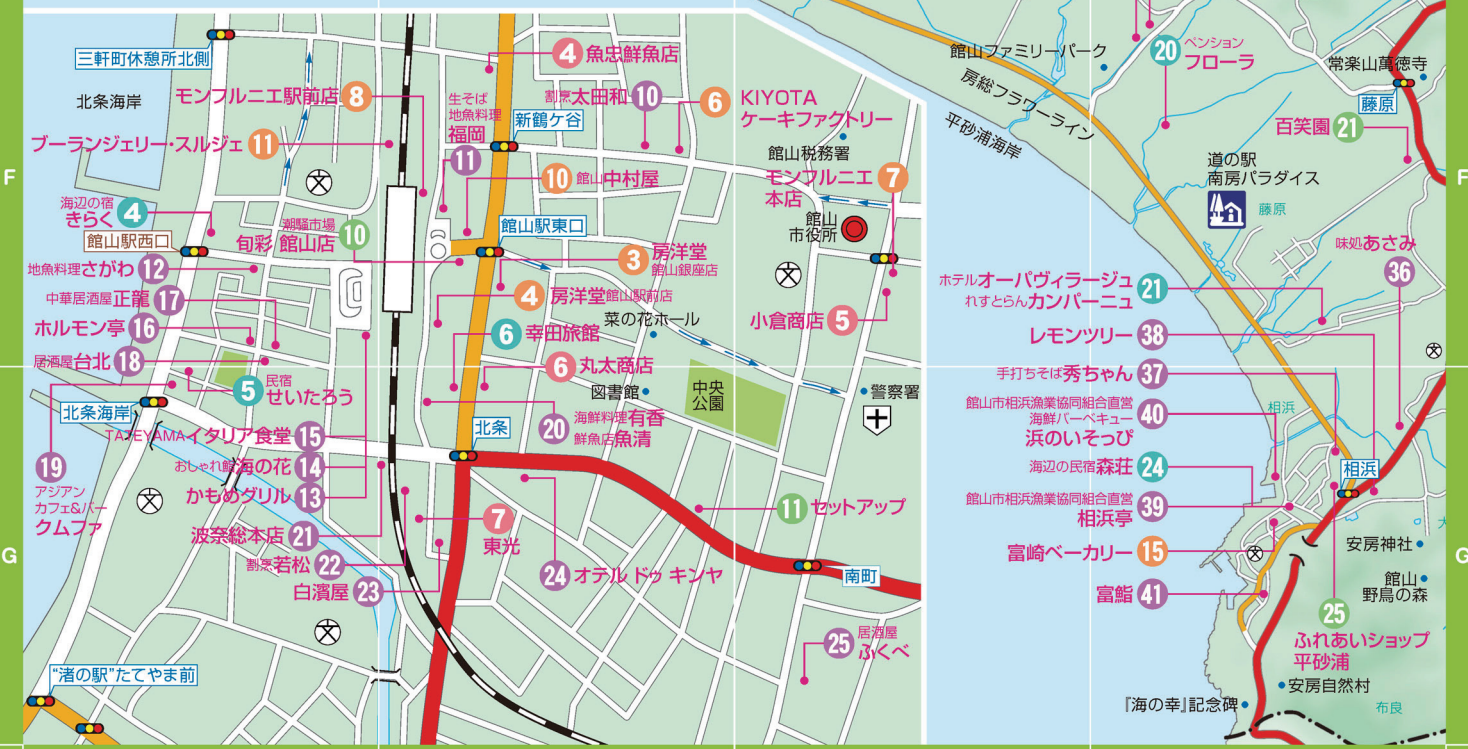 三軒町休憩所北側
北条海岸
モンフルニエ駅前店 8
ブーランジェリー・スルジェ 11
F
海辺の宿
きらく 4
館山駅西口
潮騒市場
旬彩 館山店 10
地魚料理さがわ 12
中華居酒屋正龍 17
ホルモン亭 16
居酒屋台北 18
5 民宿
せいたろう
北条海岸
TATEYAMAイタリア食堂 15
おしゃれ館海の花 14
かもめグリル 13
19
アジアン
カフェ&バー
クムファ
波奈総本店 21
割烹若松 22
白濱屋 23
G
"渚の駅"たてやま前
4 魚忠鮮魚店
生そば
地魚料理
福岡
11
割烹太田和 10
新鶴ケ谷
6 KIYOTA
ケーキファクトリー
館山税務署
10 館山中村屋
モンフルニエ 7
本店
館山
市役所
館山駅東口
3 房洋堂
館山銀座店
4 房洋堂館山駅前店
菜の花ホール
小倉商店 5
6 幸田旅館
6 丸太商店
図書館
中央
公園
警察署
20 海鮮料理有香
鮮魚店魚清
北条
7
東光
11 セットアップ
24 オテル ドゥ キンヤ
南町
25 居酒屋
ふくべ
館山ファミリーパーク
房総フラワーライン
平砂浦海岸
20 ペンション
フローラ
常楽山萬徳寺
藤原
百笑園 21
道の駅
南房パラダイス
藤原
F
味処あさみ
36
ホテルオーパヴィラージュ
れすとらんカンパーニュ 21
レモンツリー 38
手打ちそば秀ちゃん 37
館山市相浜漁業協同組合直営
海鮮バーベキュー 40
浜のいそっぴ
相浜
海辺の民宿森荘 24
相浜
館山市相浜漁業協同組合直営
相浜亭 39
富崎ベーカリー 15
富鮨 41
安房神社
G
館山
野鳥の森
25
ふれあいショップ
平砂浦
安房自然村
『海の幸』記念碑
布良